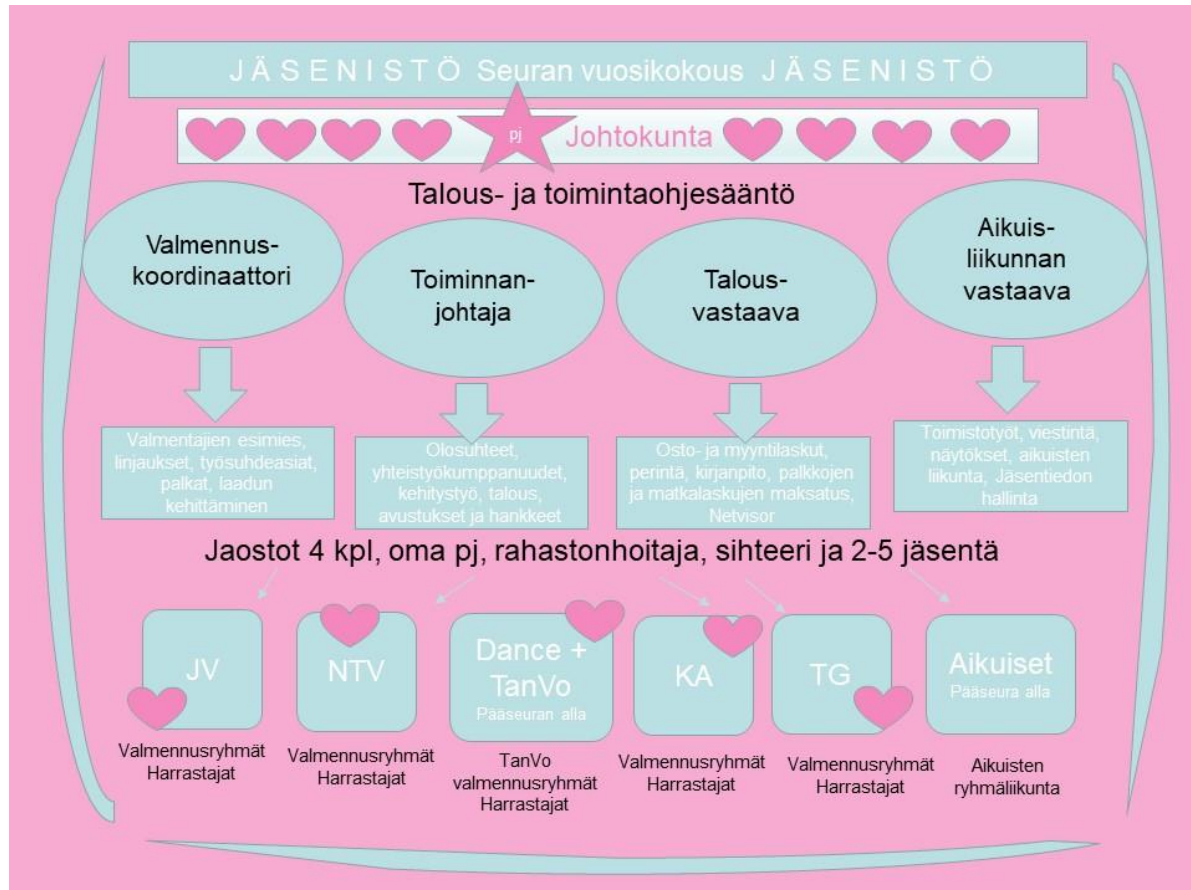 J Ä S E N I S T Ö Seuran vuosikokous J Ä S E N I S T Ö
pj
Johtokunta
Talous- ja toimintaohjesääntö
Valmennus-
koordinaattori
Toiminnan-
johtaja
Talous-
vastaava
Aikuis-
liikunnan
vastaava
Valmentajien esimies,
linjaukset, työsuhdeasiat,
palkat, laadun
kehittäminen
Olosuhteet,
yhteistyökumppanuudet,
kehitystyö, talous,
avustukset ja hankkeet
Osto- ja myyntilaskut,
perintä, kirjanpito, palkkojen
ja matkalaskujen maksatus,
Netvisor
Toimistotyöt, viestintä,
näytökset, aikuisten
liikunta, Jäsentiedon
hallinta
Jaostot 4 kpl, oma pj, rahastonhoitaja, sihteeri ja 2-5 jäsentä
JV
Valmennusryhmät
Harrastajat
NTV
Valmennusryhmät
Harrastajat
Dance +
TanVo
Pääseuran alla
TanVo
valmennusryhmät
Harrastajat
KA
Valmennusryhmät
Harrastajat
TG
Valmennusryhmät
Harrastajat
Aikuiset
Pääseura alla
Aikuisten
ryhmäliikunta